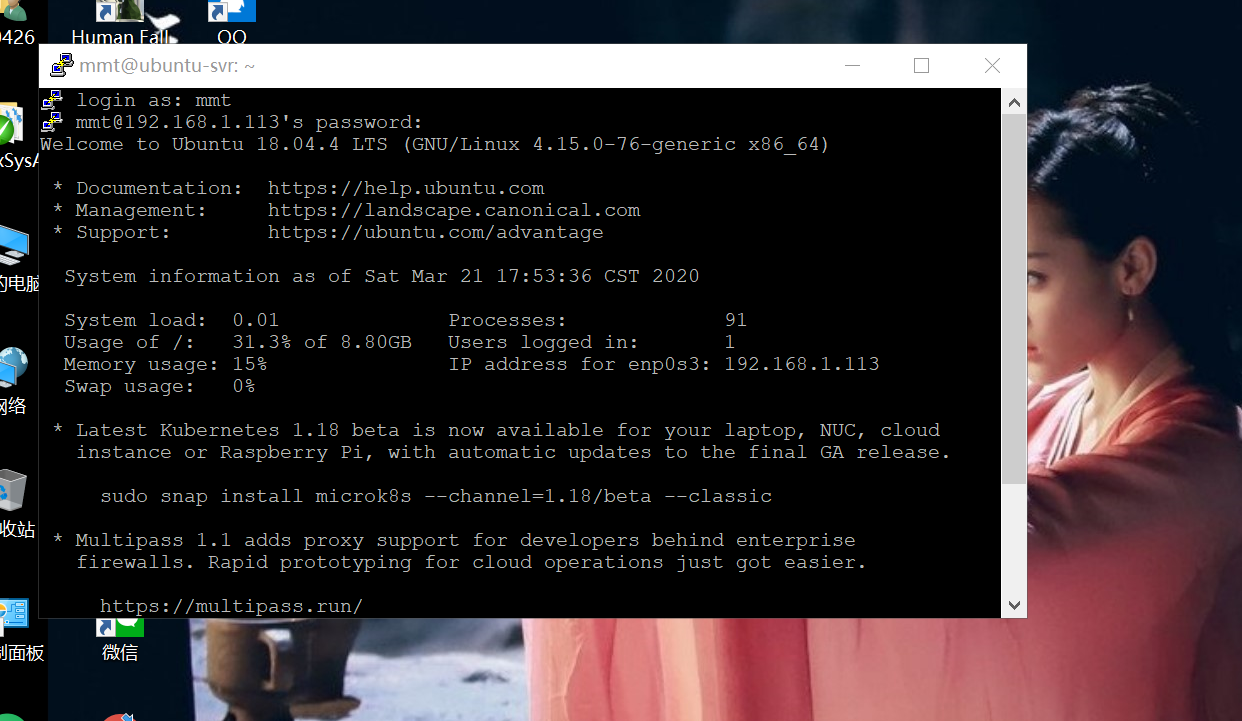 0426
Human Fall
QQ
mmt@ubuntu-svr: ~
login as: mmt
mmt@192.168.1.113's password:
Welcome to Ubuntu 18.04.4 LTS (GNU/Linux 4.15.0-76-generic x86_64)
* Documentation:  https://help.ubuntu.com
* Management:     https://landscape.canonical.com
* Support:        https://ubuntu.com/advantage
System information as of Sat Mar 21 17:53:36 CST 2020
System load:  0.01              Processes:             91
Usage of /:   31.3% of 8.80GB   Users logged in:       1
Memory usage: 15%               IP address for enp0s3: 192.168.1.113
Swap usage:   0%
* Latest Kubernetes 1.18 beta is now available for your laptop, NUC, cloud
instance or Raspberry Pi, with automatic updates to the final GA release.
sudo snap install microk8s --channel=1.18/beta --classic
* Multipass 1.1 adds proxy support for developers behind enterprise
firewalls. Rapid prototyping for cloud operations just got easier.
https://multipass.run/
xSysA
的电脑
网络
收站
制面板
微信